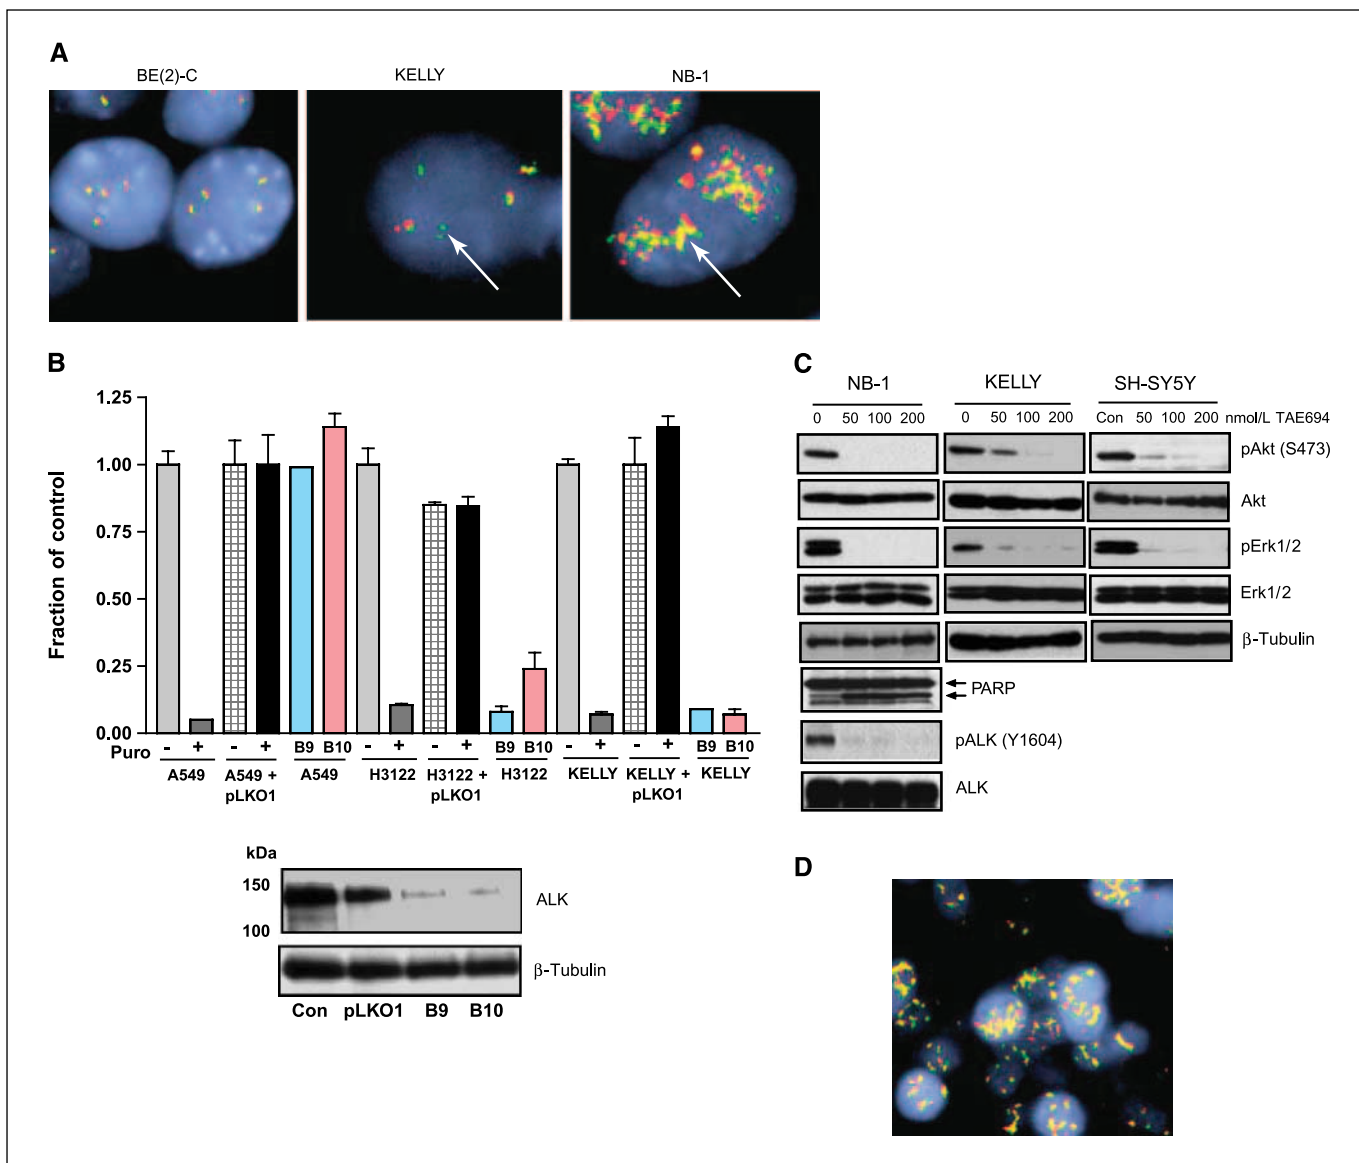 A
BE(2)-C KELLY NB-1
B
Fraction of control
1.25
1.00
0.75
0.50
0.25
0.00
Puro - + - + B9 B10 - + - + B9 B10 - + - + B9 B10
A549 A549 + pLKO1 A549 H3122 H3122 + pLKO1 H3122 KELLY KELLY + pLKO1 KELLY
kDa
150
100
ALK
β-Tubulin
Con pLKO1 B9 B10
C
NB-1 KELLY SH-SY5Y
0 50 100 200 0 50 100 200 Con 50 100 200 nmol/L TAE694
pAkt (S473)
Akt
pErk1/2
Erk1/2
β-Tubulin
PARP
pALK (Y1604)
ALK
D